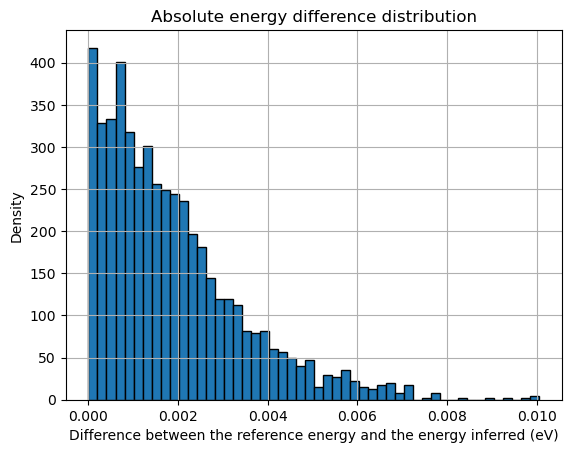 Absolute energy difference distribution
Density
400
350
300
250
200
150
100
50
0
0.000 0.002 0.004 0.006 0.008 0.010
Difference between the reference energy and the energy inferred (eV)